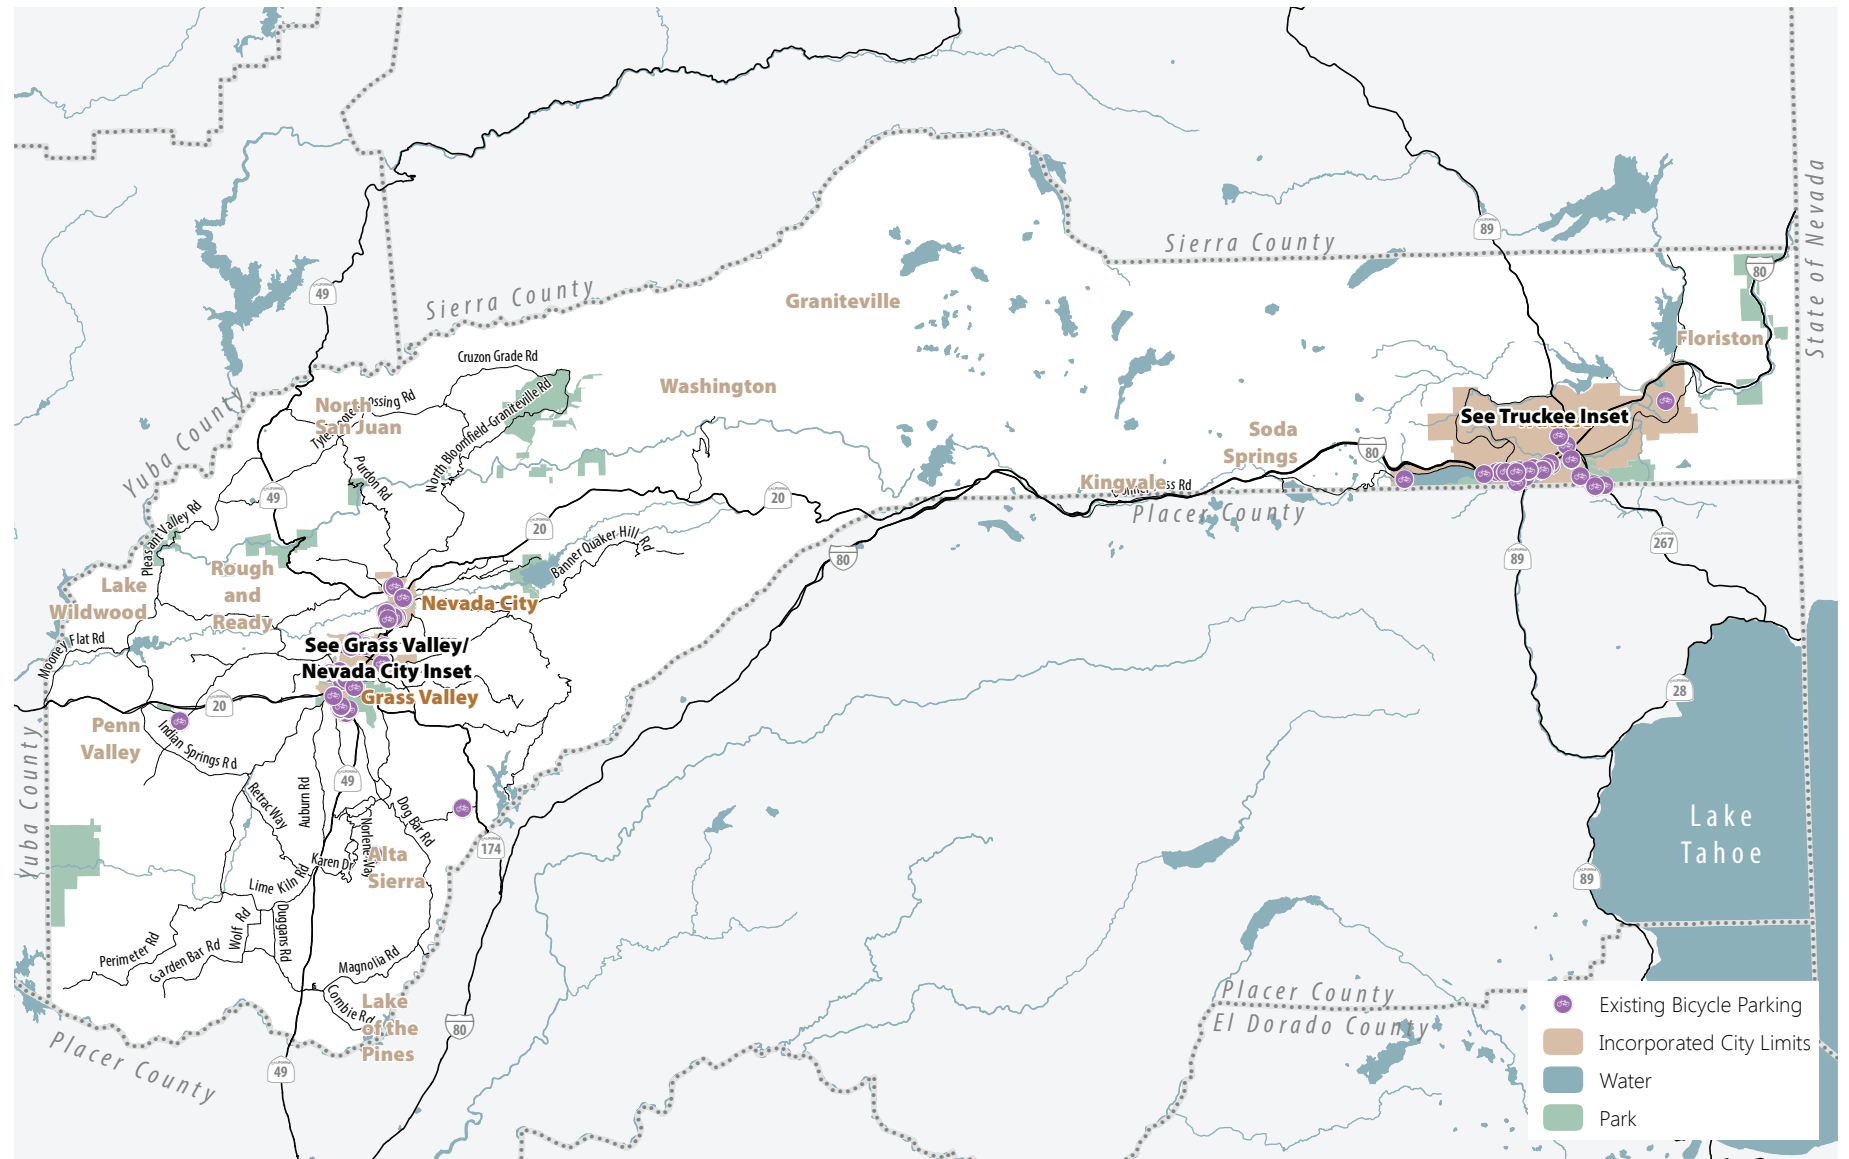 Sierra County
State of Nevada
89
80
49
Sierra County
Graniteville
Floriston
Cruzon Grade Rd
Washington
North
San Juan
North Bloomfield-Graniteville Rd
See Truckee Inset
Yuba County
Soda
Springs
80
Purdon Rd
Kingvale
49
20
Placer County
Pleasant Valley Rd
20
Banner Quaker Hill Rd
267
89
80
Rough
and
Ready
Lake
Wildwood
Nevada City
Mooney Flat Rd
See Grass Valley/
Nevada City Inset
Grass Valley
28
20
Penn
Valley
Indian Springs Rd
Yuba County
49
Retrac Way
Auburn Rd
Dog Bar Rd
174
Lake
Tahoe
Karen Dr
Alta
Sierra
Lime Kiln Rd
89
Wolf Rd
Duggans Rd
Perimeter Rd
Garden Bar Rd
Magnolia Rd
Combie Rd
Lake
of the
Pines
80
Placer County
El Dorado County
Placer County
49
Existing Bicycle Parking
Incorporated City Limits
Water
Park